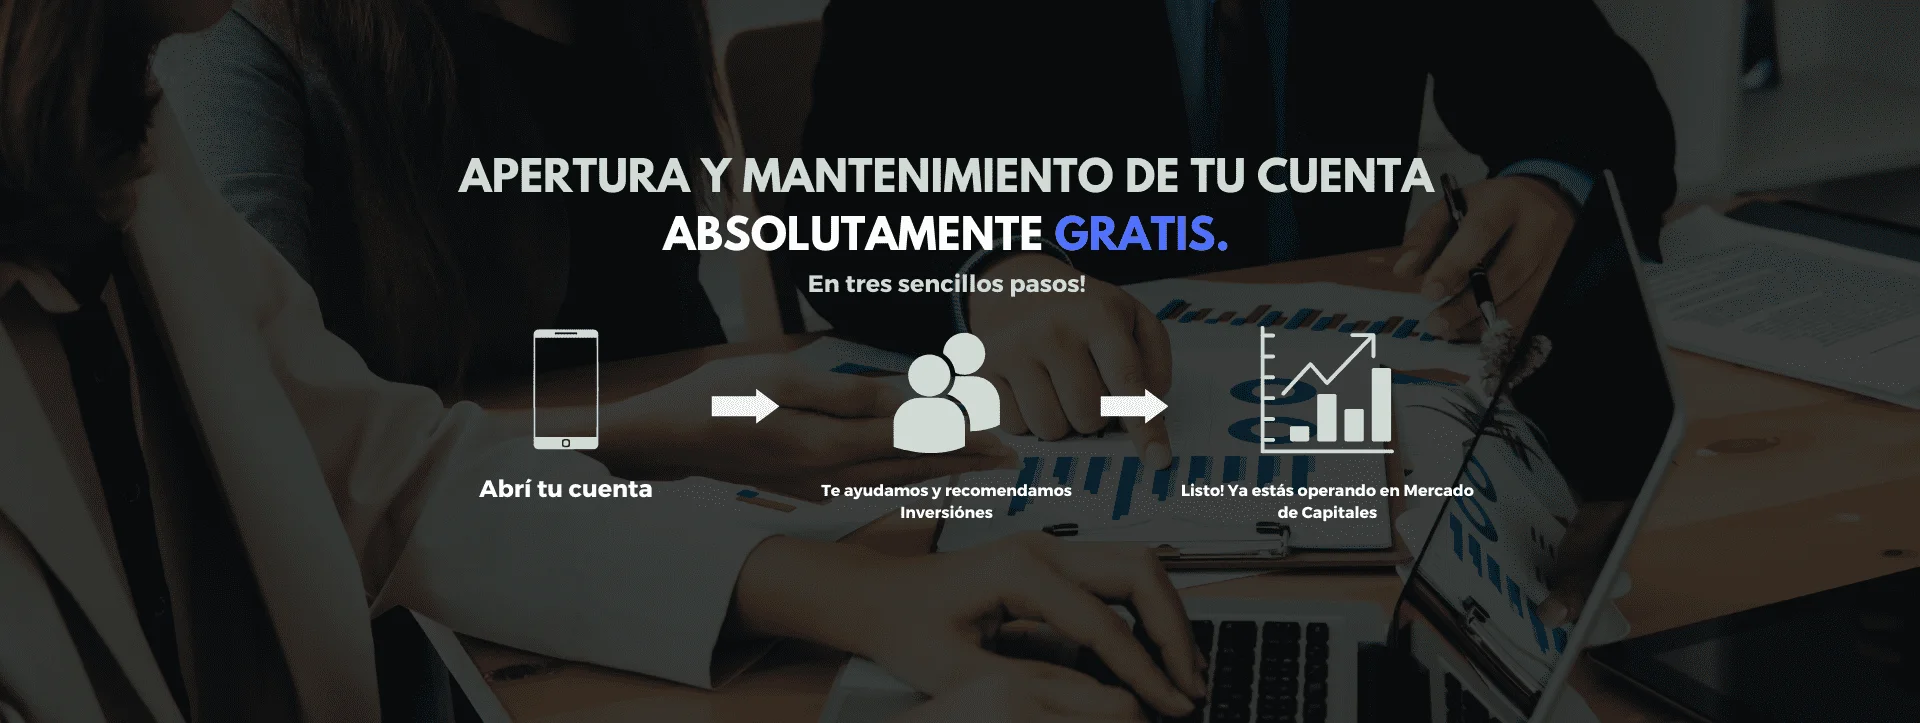 APERTURA Y MANTENIMIENTO DE TU CUENTA
ABSOLUTAMENTE GRATIS.
En tres sencillos pasos!
Abrí tu cuenta
Te ayudamos y recomendamos
Inversiónes
Listo! Ya estás operando en Mercado
de Capitales